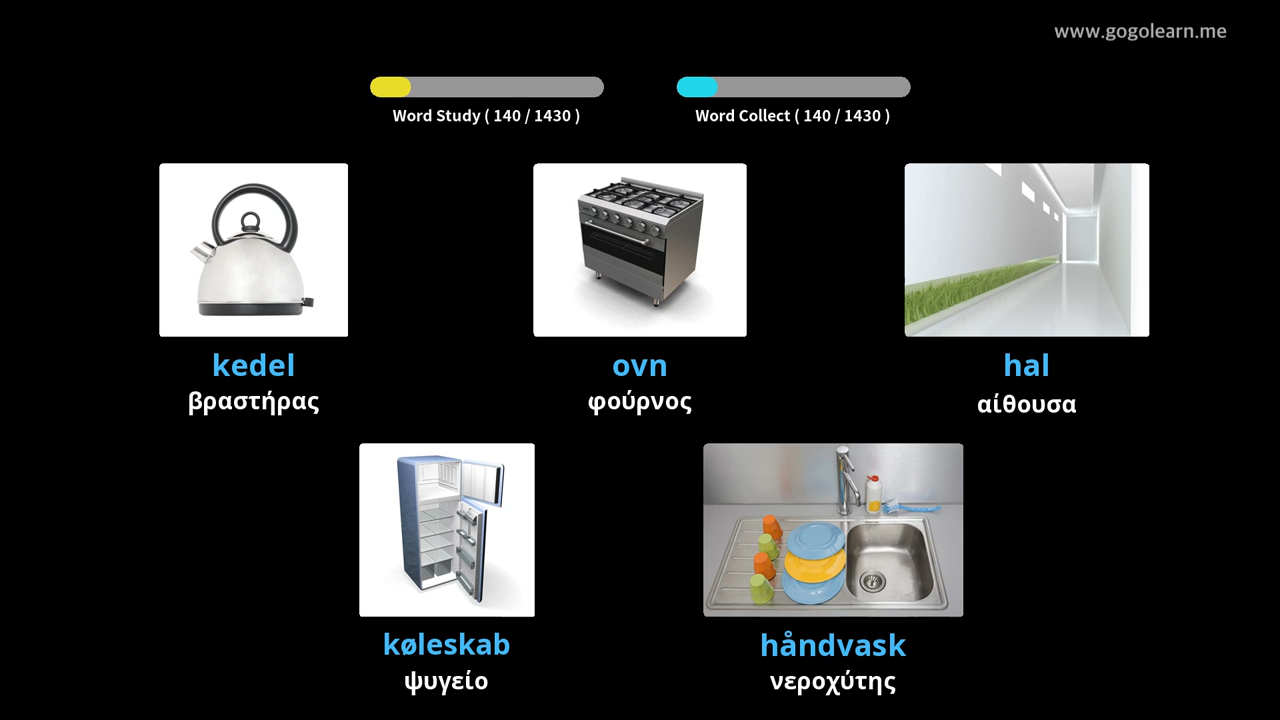 www.gogolearn.me
Word Study ( 140 / 1430 )
Word Collect ( 140 / 1430 )
kedel
βραστήρας
ovn
φούρνος
hal
αίθουσα
køleskab
ψυγείο
håndvask
νεροχύτης